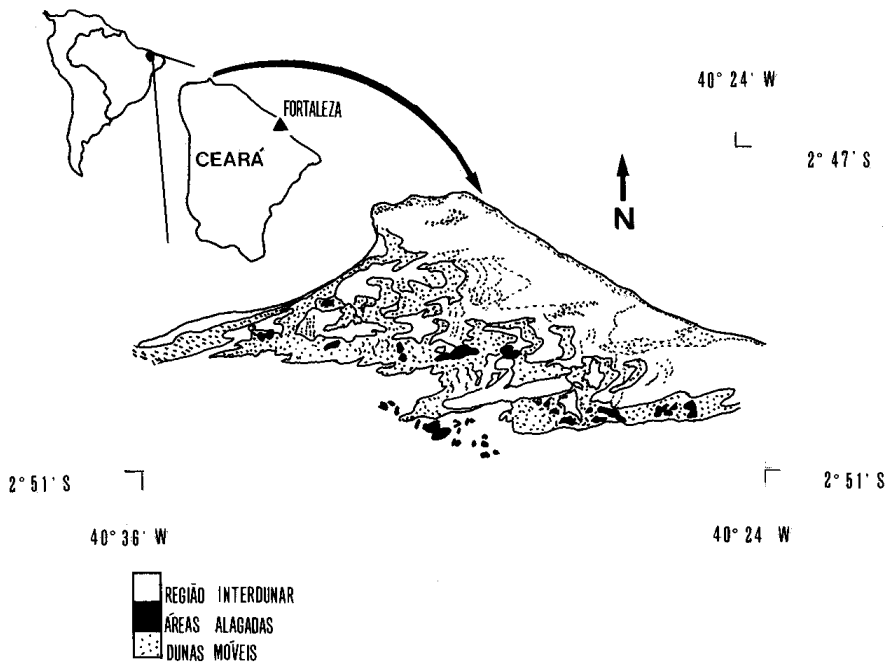 40° 24' W
FORTALEZA
2° 47' S
CEARÁ
N
2° 51' S
2° 51' S
40° 36' W
40° 24 W
REGIÃO INTERDUNAR
ÁREAS ALAGADAS
DUNAS MÓVEIS